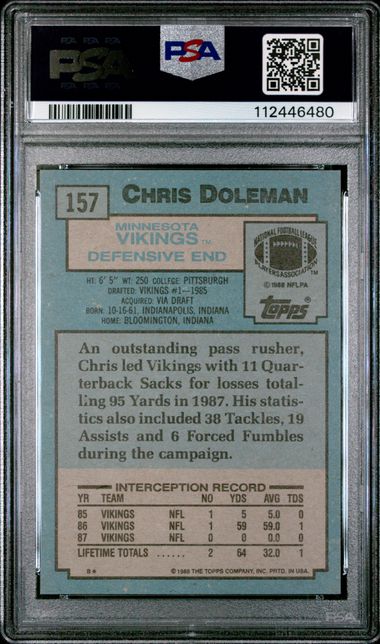 PSA PSA
112446480
157 CHRIS DOLEMAN
MINNESOTA
VIKINGS™
DEFENSIVE END
NATIONAL FOOTBALL LEAGUE
PLAYERS ASSOCIATION™
©1988 NFLPA
Topps
HT: 6' 5" WT: 250 COLLEGE: PITTSBURGH
DRAFTED: VIKINGS #1—1985
ACQUIRED: VIA DRAFT
BORN: 10-16-61, INDIANAPOLIS, INDIANA
HOME: BLOOMINGTON, INDIANA
An outstanding pass rusher,
Chris led Vikings with 11 Quar-
terback Sacks for losses total-
ling 95 Yards in 1987. His statis-
tics also included 38 Tackles, 19
Assists and 6 Forced Fumbles
during the campaign.
INTERCEPTION RECORD
YR TEAM NO YDS AVG TDS
85 VIKINGS NFL 1 5 5.0 0
86 VIKINGS NFL 1 59 59.0 1
87 VIKINGS NFL 0 0 0.0 0
LIFETIME TOTALS ...... 2 64 32.0 1
B* ©1988 THE TOPPS COMPANY, INC. PRTD. IN USA.
PSA